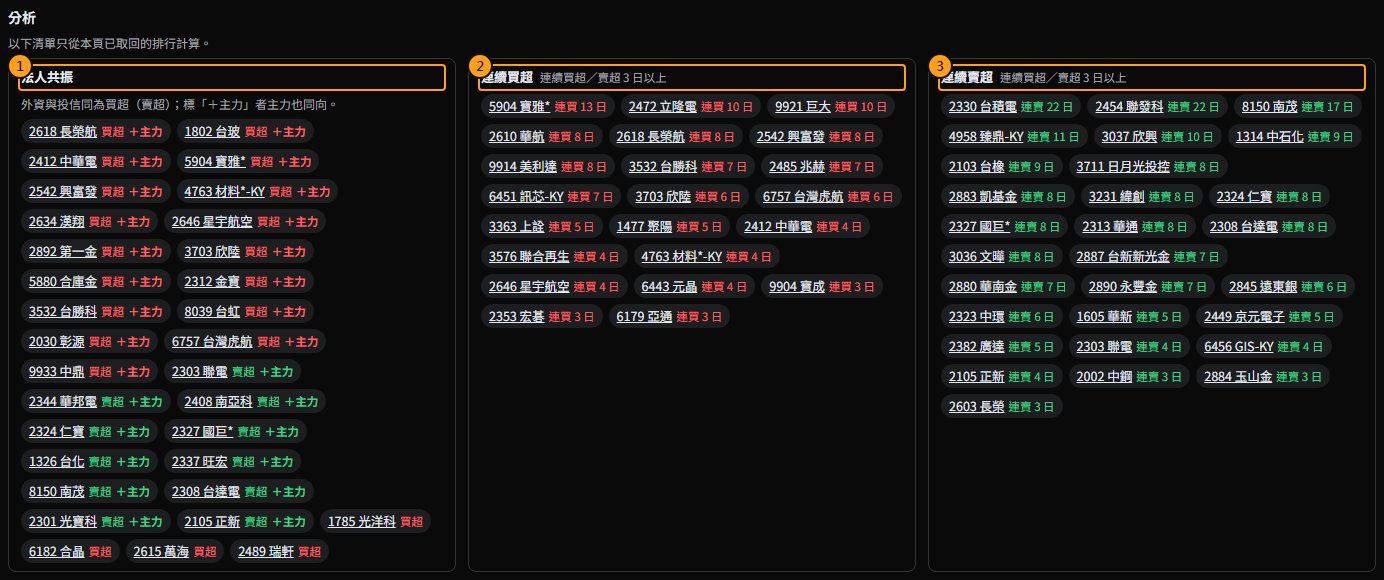 分析
以下清單只從本頁已取回的排行計算。
1
法人共振
外資與投信同為買超（賣超）；標「＋主力」者主力也同向。
2618 長榮航 買超 ＋主力 1802 台玻 買超 ＋主力
2412 中華電 買超 ＋主力 5904 寶雅* 買超 ＋主力
2542 興富發 買超 ＋主力 4763 材料*-KY 買超 ＋主力
2634 漢翔 買超 ＋主力 2646 星宇航空 買超 ＋主力
2892 第一金 買超 ＋主力 3703 欣陸 買超 ＋主力
5880 合庫金 買超 ＋主力 2312 金寶 買超 ＋主力
3532 台勝科 買超 ＋主力 8039 台虹 買超 ＋主力
2030 彰源 買超 ＋主力 6757 台灣虎航 買超 ＋主力
9933 中鼎 買超 ＋主力 2303 聯電 賣超 ＋主力
2344 華邦電 賣超 ＋主力 2408 南亞科 賣超 ＋主力
2324 仁寶 賣超 ＋主力 2327 國巨* 賣超 ＋主力
1326 台化 賣超 ＋主力 2337 旺宏 賣超 ＋主力
8150 南茂 賣超 ＋主力 2308 台達電 賣超 ＋主力
2301 光寶科 賣超 ＋主力 2105 正新 賣超 ＋主力 1785 光洋科 買超
6182 合晶 買超 2615 萬海 買超 2489 瑞軒 買超
2
連續買超 連續買超／賣超 3 日以上
5904 寶雅* 連買 13 日 2472 立隆電 連買 10 日 9921 巨大 連買 10 日
2610 華航 連買 8 日 2618 長榮航 連買 8 日 2542 興富發 連買 8 日
9914 美利達 連買 8 日 3532 台勝科 連買 7 日 2485 兆赫 連買 7 日
6451 訊芯-KY 連買 7 日 3703 欣陸 連買 6 日 6757 台灣虎航 連買 6 日
3363 上詮 連買 5 日 1477 聚陽 連買 5 日 2412 中華電 連買 4 日
3576 聯合再生 連買 4 日 4763 材料*-KY 連買 4 日
2646 星宇航空 連買 4 日 6443 元晶 連買 4 日 9904 寶成 連買 3 日
2353 宏碁 連買 3 日 6179 亞通 連買 3 日
3
連續賣超 連續買超／賣超 3 日以上
2330 台積電 連賣 22 日 2454 聯發科 連賣 22 日 8150 南茂 連賣 17 日
4958 臻鼎-KY 連賣 11 日 3037 欣興 連賣 10 日 1314 中石化 連賣 9 日
2103 台橡 連賣 9 日 3711 日月光投控 連賣 8 日
2883 凱基金 連賣 8 日 3231 緯創 連賣 8 日 2324 仁寶 連賣 8 日
2327 國巨* 連賣 8 日 2313 華通 連賣 8 日 2308 台達電 連賣 8 日
3036 文曄 連賣 8 日 2887 台新新光金 連賣 7 日
2880 華南金 連賣 7 日 2890 永豐金 連賣 7 日 2845 遠東銀 連賣 6 日
2323 中環 連賣 6 日 1605 華新 連賣 5 日 2449 京元電子 連賣 5 日
2382 廣達 連賣 5 日 2303 聯電 連賣 4 日 6456 GIS-KY 連賣 4 日
2105 正新 連賣 4 日 2002 中鋼 連賣 3 日 2884 玉山金 連賣 3 日
2603 長榮 連賣 3 日